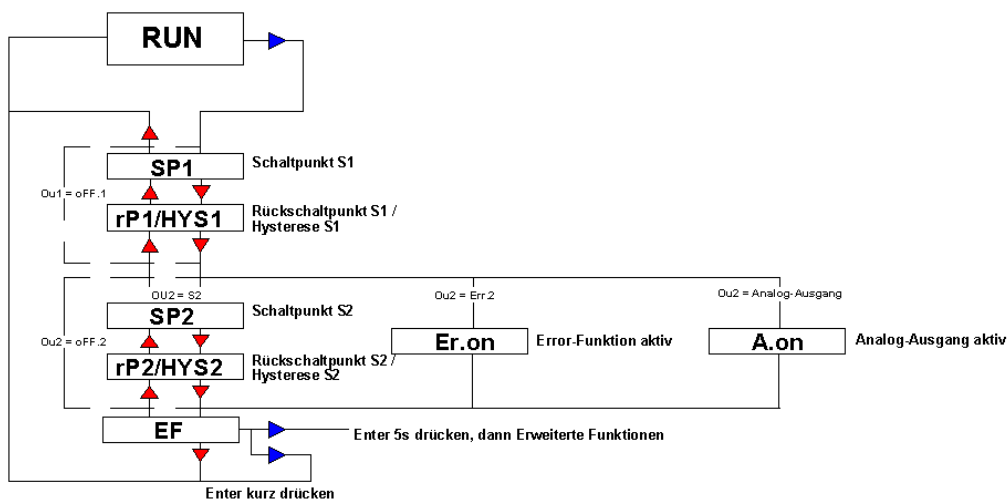 RUN
SP1
Schaltpunkt S1
Ou1 = oFF.1
rP1/HYS1
Rückschaltpunkt S1 /
Hysterese S1
OU2 = S2
Ou2 = Err.2
Ou2 = Analog-Ausgang
SP2
Schaltpunkt S2
Ou2 = oFF.2
Er.on
Error-Funktion aktiv
A.on
Analog-Ausgang aktiv
rP2/HYS2
Rückschaltpunkt S2 /
Hysterese S2
EF
Enter 5s drücken, dann Erweiterte Funktionen
Enter kurz drücken